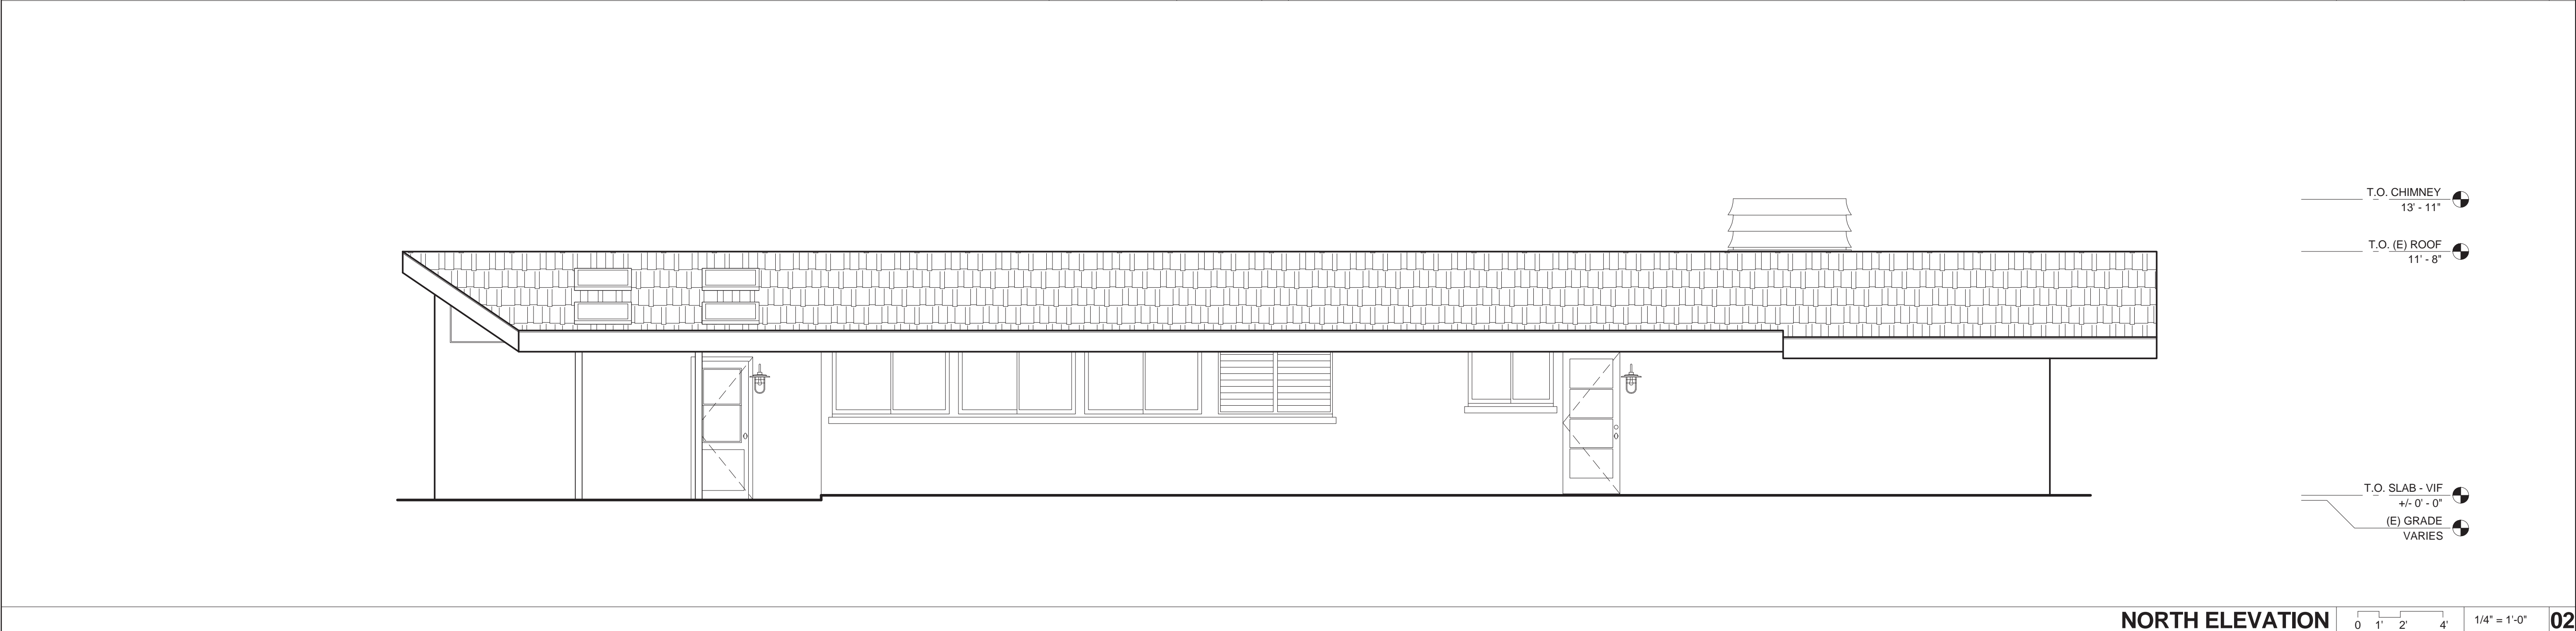 T.O. CHIMNEY
13' - 11"
T.O. (E) ROOF
11' - 8"
T.O. SLAB - VIF
+/- 0' - 0"
(E) GRADE
VARIES
NORTH ELEVATION
0 1' 2' 4'
1/4" = 1'-0"
02